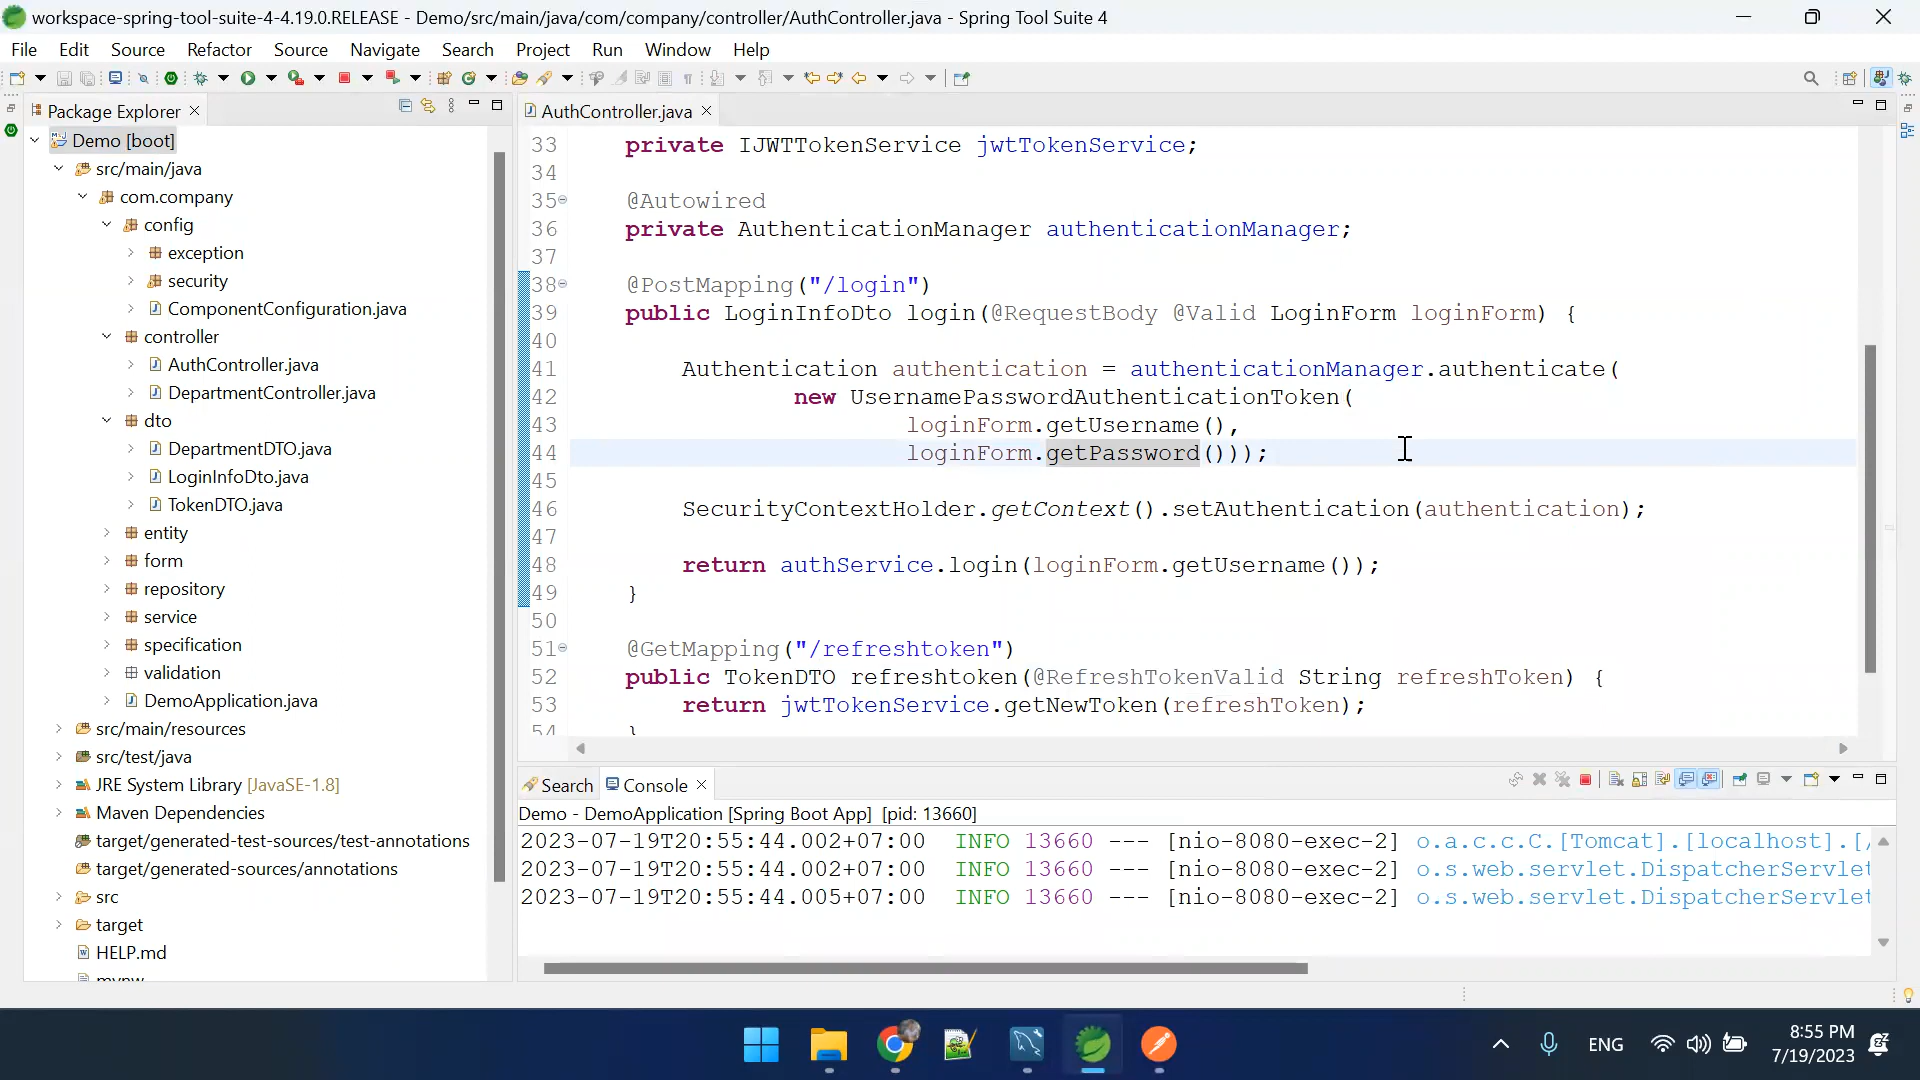 workspace-spring-tool-suite-4-4.19.0.RELEASE - Demo/src/main/java/com/company/controller/AuthController.java - Spring Tool Suite 4
File Edit Source Refactor Source Navigate Search Project Run Window Help
Package Explorer
Demo [boot]
src/main/java
com.company
config
exception
security
ComponentConfiguration.java
controller
AuthController.java
DepartmentController.java
dto
DepartmentDTO.java
LoginInfoDto.java
TokenDTO.java
entity
form
repository
service
specification
validation
DemoApplication.java
src/main/resources
src/test/java
JRE System Library [JavaSE-1.8]
Maven Dependencies
target/generated-test-sources/test-annotations
target/generated-sources/annotations
src
target
HELP.md
AuthController.java
33 private IJWTTokenService jwtTokenService;
34
35 @Autowired
36 private AuthenticationManager authenticationManager;
37
38 @PostMapping("/login")
39 public LoginInfoDto login(@RequestBody @Valid LoginForm loginForm) {
40
41 Authentication authentication = authenticationManager.authenticate(
42 new UsernamePasswordAuthenticationToken(
43 loginForm.getUsername(),
44 loginForm.getPassword()));
45
46 SecurityContextHolder.getContext().setAuthentication(authentication);
47
48 return authService.login(loginForm.getUsername());
49 }
50
51 @GetMapping("/refreshtoken")
52 public TokenDTO refreshtoken(@RefreshTokenValid String refreshToken) {
53 return jwtTokenService.getNewToken(refreshToken);
54 }
Search Console
Demo - DemoApplication [Spring Boot App] [pid: 13660]
2023-07-19T20:55:44.002+07:00 INFO 13660 --- [nio-8080-exec-2] o.a.c.c.C.[Tomcat].[localhost].[/
2023-07-19T20:55:44.002+07:00 INFO 13660 --- [nio-8080-exec-2] o.s.web.servlet.DispatcherServlet
2023-07-19T20:55:44.005+07:00 INFO 13660 --- [nio-8080-exec-2] o.s.web.servlet.DispatcherServlet
ENG
8:55 PM
7/19/2023